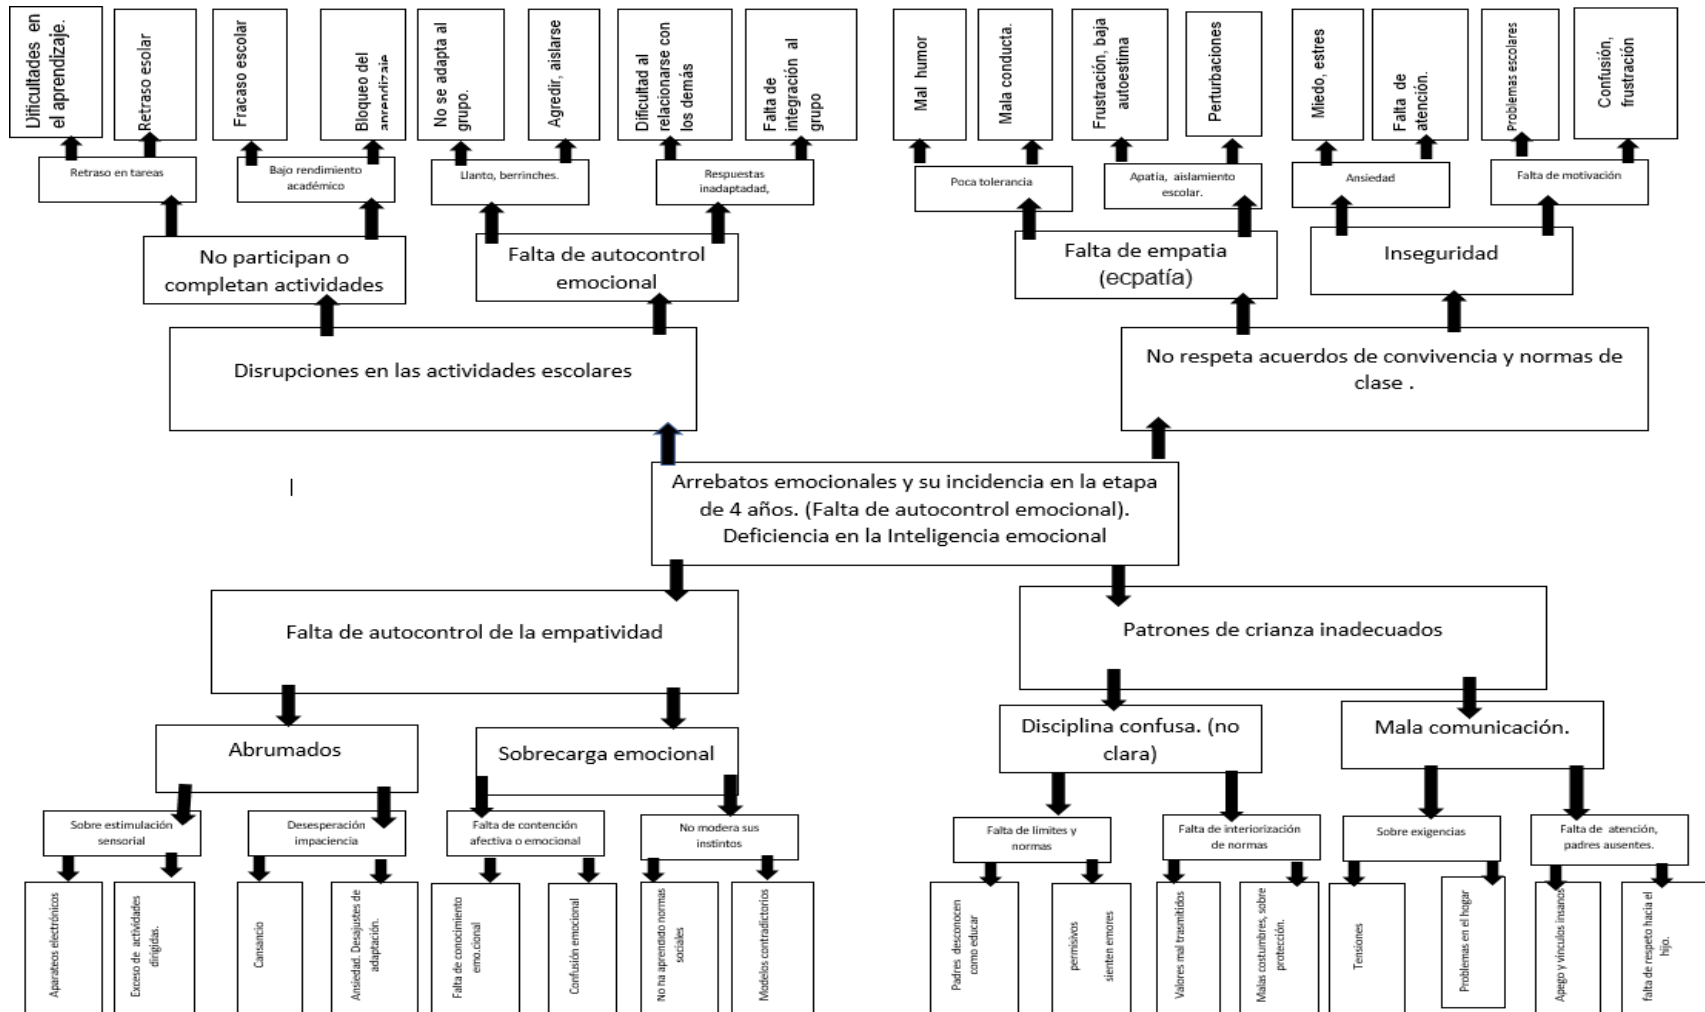 Dificultades en
el aprendizaje.
Retraso esolar
Fracaso escolar
Bloqueo del
aprendizaje
No se adapta al
grupo.
Agredir, aislarse
Dificultad al
relacionarse con
los demás
Falta de
integración al
grupo
Mal humor
Mala conducta.
Frustración, baja
autoestima
Perturbaciones
Miedo, estres
Falta de
atención.
Problemas escolares
Confusión,
frustración
Retraso en tareas
Bajo rendimiento
académico
Llanto, berrinches.
Respuestas
inadaptadad,
Poca tolerancia
Apatia, aislamiento
escolar.
Ansiedad
Falta de motivación
No participan o
completan actividades
Falta de autocontrol
emocional
Falta de empatia
(ecpatía)
Inseguridad
Disrupciones en las actividades escolares
No respeta acuerdos de convivencia y normas de
clase .
Arrebatos emocionales y su incidencia en la etapa
de 4 años. (Falta de autocontrol emocional).
Deficiencia en la Inteligencia emocional
Falta de autocontrol de la empatividad
Patrones de crianza inadecuados
Abrumados
Sobrecarga emocional
Disciplina confusa. (no
clara)
Mala comunicación.
Sobre estimulación
sensorial
Desesperación
impaciencia
Falta de contención
afectiva o emocional
No modera sus
instintos
Falta de limites y
normas
Falta de interiorización
de normas
Sobre exigencias
Falta de atención,
padres ausentes.
Aparateos electrónicos
Exceso de actividades
dirigidas.
Cansancio
Ansiedad. Desajustes de
adaptación.
Falta de conocimiento
emo.cional
Confusión emocional
No ha aprendido normas
sociales
Modelos contradictorios
Padres desconocen
como educar
permisivos
sienten emores
Valores mal trasmitidos
Malas costumbres, sobre
protección.
Tensiones
Problemas en el hogar
Apego y vínculos insanos
falta de respeto hacia el
hijo.